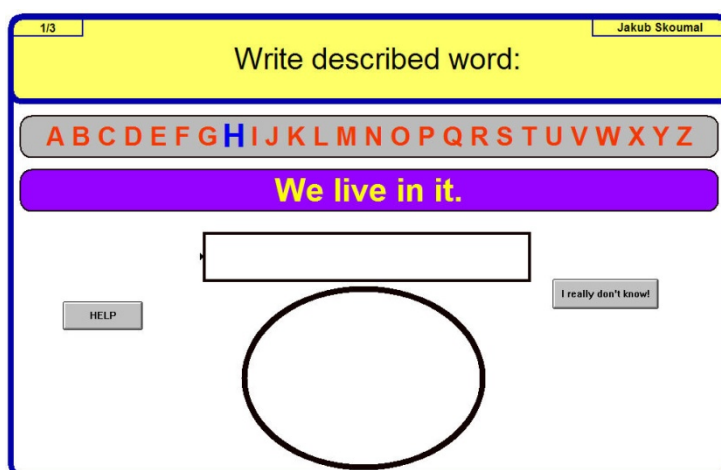 1/3
Jakub Skoumal
Write described word:
A B C D E F G H I J K L M N O P Q R S T U V W X Y Z
We live in it.
I really don't know!
HELP